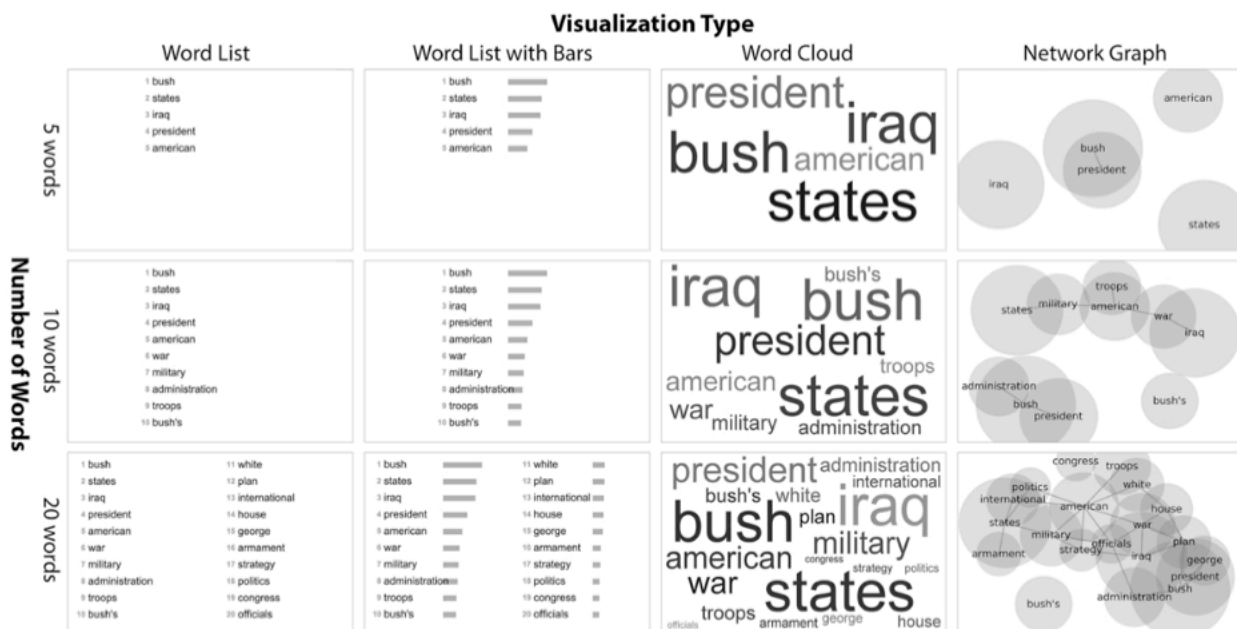 Visualization Type
Word List
Word List with Bars
Word Cloud
Network Graph
Number of Words
5 words
1 bush
2 states
3 iraq
4 president
5 american
1 bush
2 states
3 iraq
4 president
5 american
president
iraq
bush
american
states
american
bush
president
iraq
states
10 words
1 bush
2 states
3 iraq
4 president
5 american
6 war
7 military
8 administration
9 troops
10 bush's
1 bush
2 states
3 iraq
4 president
5 american
6 war
7 military
8 administration
9 troops
10 bush's
iraq
bush's
bush
president
troops
american
states
war
military
administration
troops
states
military
american
war
iraq
administration
bush
president
bush's
20 words
1 bush 11 white
2 states 12 plan
3 iraq 13 international
4 president 14 house
5 american 15 george
6 war 16 armament
7 military 17 strategy
8 administration 18 politics
9 troops 19 congress
10 bush's 20 officials
1 bush 11 white
2 states 12 plan
3 iraq 13 international
4 president 14 house
5 american 15 george
6 war 16 armament
7 military 17 strategy
8 administration 18 politics
9 troops 19 congress
10 bush's 20 officials
president administration
international
bush's white
iraq
bush plan
military
american congress
strategy politics
war states
troops
armament george house
officials
congress
troops
politics
white
international
american
house
states
war
military
officials
plan
strategy
armament
iraq
george
president
bush
administration
bush's